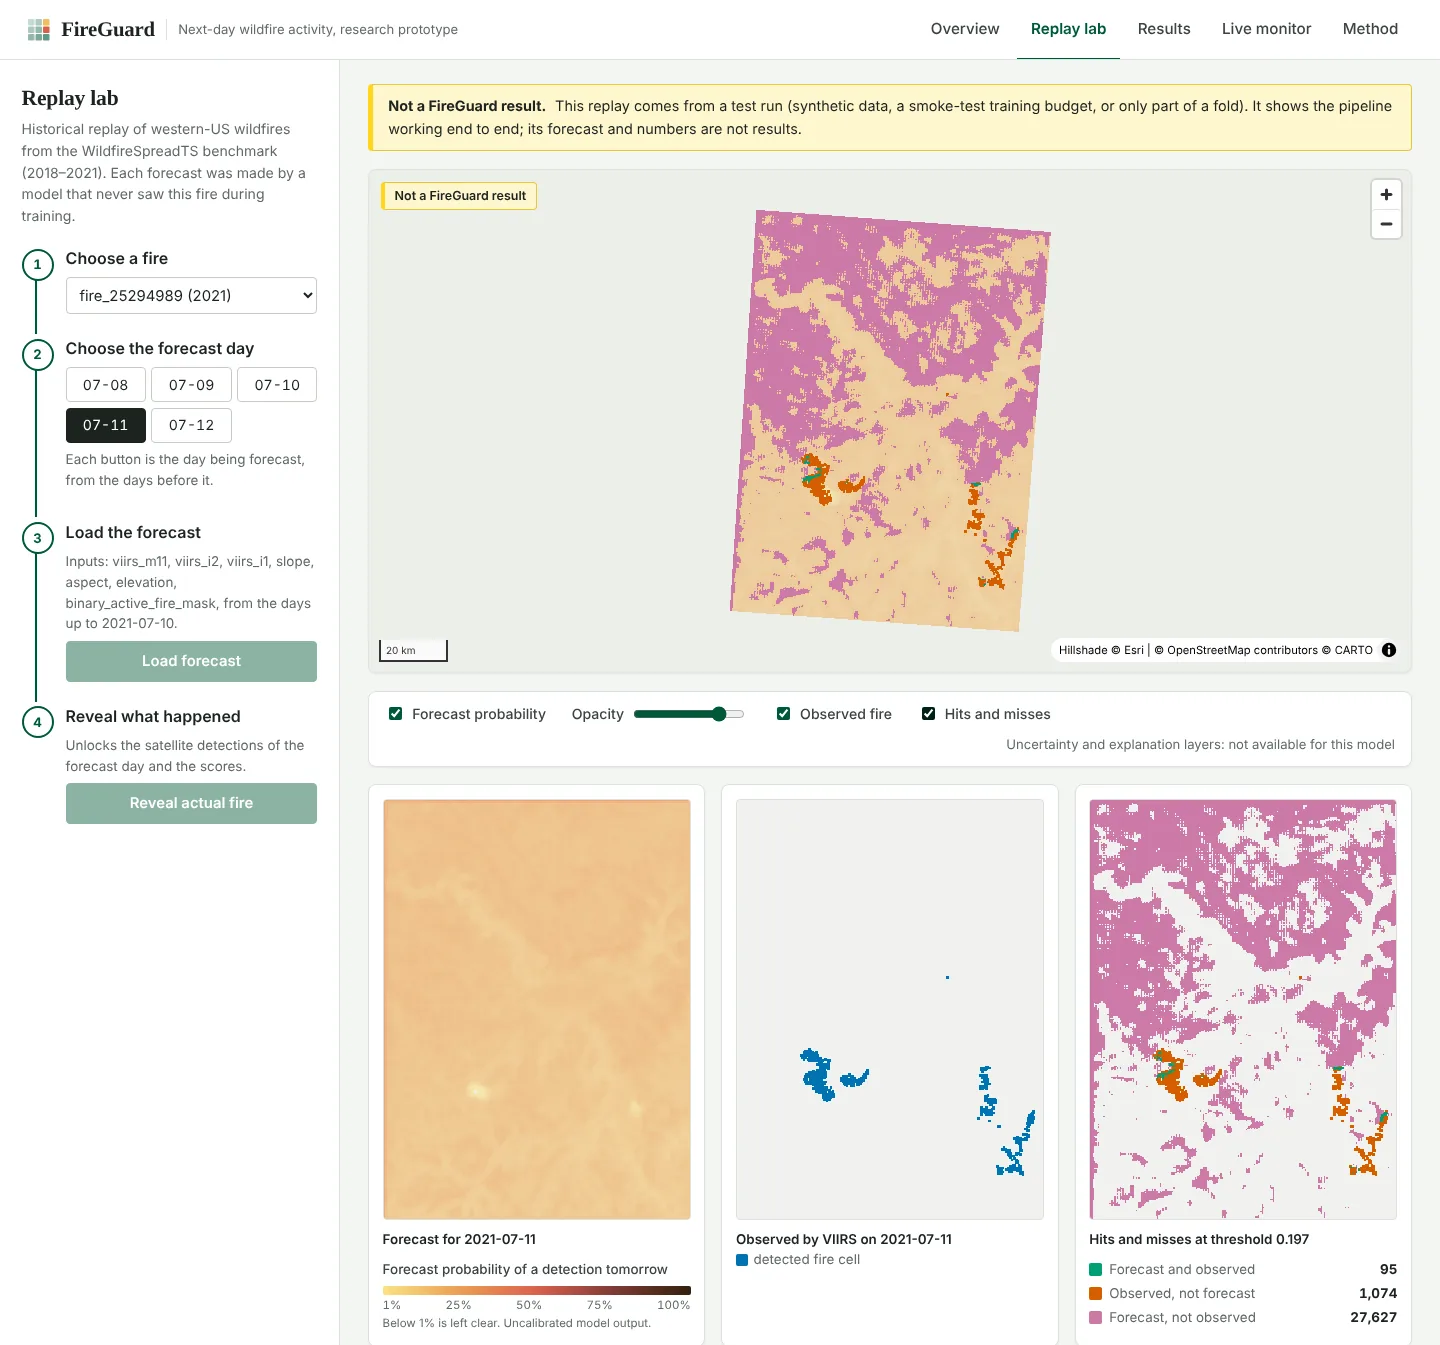 FireGuard
Next-day wildfire activity, research prototype
Overview
Replay lab
Results
Live monitor
Method
Replay lab
Historical replay of western-US wildfires
from the WildfireSpreadTS benchmark
(2018–2021). Each forecast was made by a
model that never saw this fire during
training.
1
Choose a fire
fire_25294989 (2021)
2
Choose the forecast day
07-08
07-09
07-10
07-11
07-12
Each button is the day being forecast,
from the days before it.
3
Load the forecast
Inputs: viirs_m11, viirs_i2, viirs_i1, slope,
aspect, elevation,
binary_active_fire_mask, from the days
up to 2021-07-10.
Load forecast
4
Reveal what happened
Unlocks the satellite detections of the
forecast day and the scores.
Reveal actual fire
Not a FireGuard result. This replay comes from a test run (synthetic data, a smoke-test training budget, or only part of a fold). It shows the pipeline
working end to end; its forecast and numbers are not results.
Not a FireGuard result
+
−
20 km
Hillshade © Esri | © OpenStreetMap contributors © CARTO
Forecast probability
Opacity
Observed fire
Hits and misses
Uncertainty and explanation layers: not available for this model
Forecast for 2021-07-11
Forecast probability of a detection tomorrow
1% 25% 50% 75% 100%
Below 1% is left clear. Uncalibrated model output.
Observed by VIIRS on 2021-07-11
detected fire cell
Hits and misses at threshold 0.197
Forecast and observed 95
Observed, not forecast 1,074
Forecast, not observed 27,627